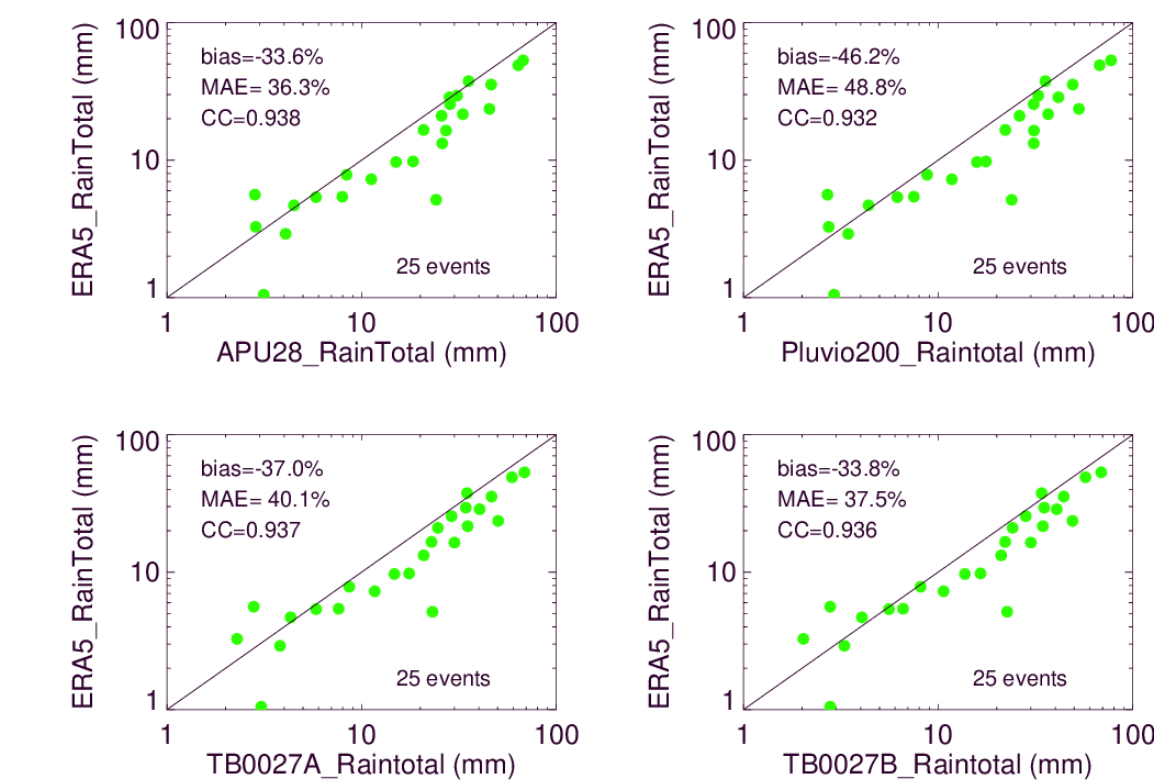 100
bias=-33.6%
MAE= 36.3%
CC=0.938
10
25 events
1
1 10 100
ERA5_RainTotal (mm)
APU28_RainTotal (mm)
100
bias=-46.2%
MAE= 48.8%
CC=0.932
10
25 events
1
1 10 100
ERA5_RainTotal (mm)
Pluvio200_Raintotal (mm)
100
bias=-37.0%
MAE= 40.1%
CC=0.937
10
25 events
1
1 10 100
ERA5_RainTotal (mm)
TB0027A_Raintotal (mm)
100
bias=-33.8%
MAE= 37.5%
CC=0.936
10
25 events
1
1 10 100
ERA5_RainTotal (mm)
TB0027B_Raintotal (mm)